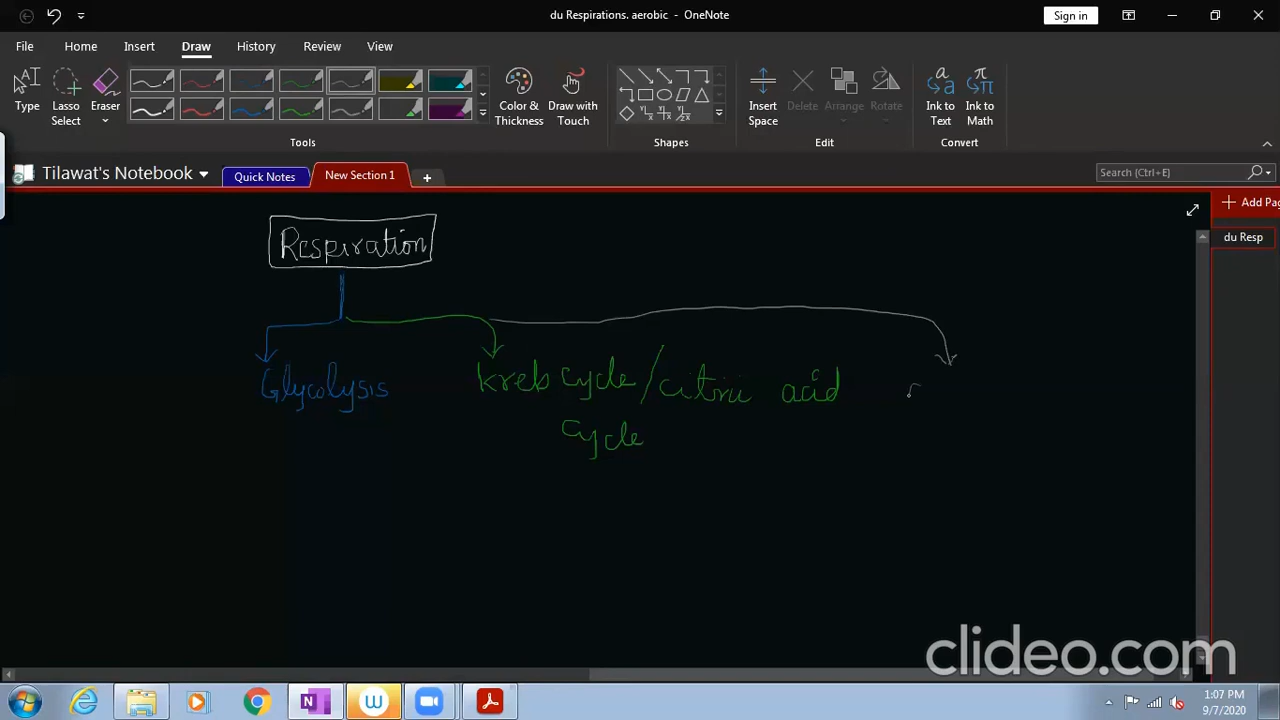 du Respirations. aerobic - OneNote
Sign in
File Home Insert Draw History Review View
Type
Lasso Select
Eraser
Color & Thickness
Draw with Touch
Insert Space
Delete
Arrange
Rotate
Ink to Text
Ink to Math
Tools
Shapes
Edit
Convert
Tilawat's Notebook
Quick Notes
New Section 1
Search (Ctrl+E)
Add Pag
du Resp
Respiration
Glycolysis
Kreb cycle/citric acid
cycle
clideo.com
1:07 PM
9/7/2020